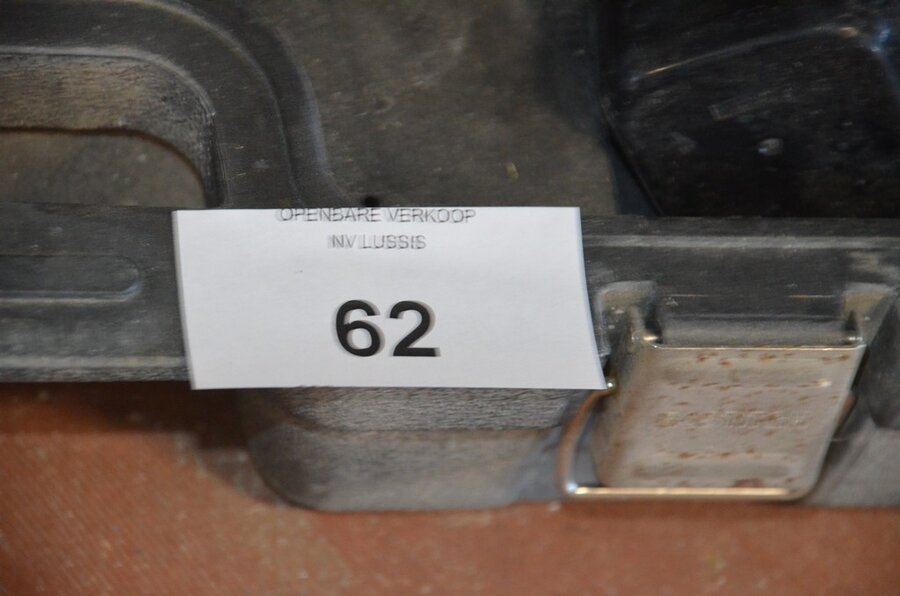 OPENBARE VERKOOP
NV LUSSIS
62